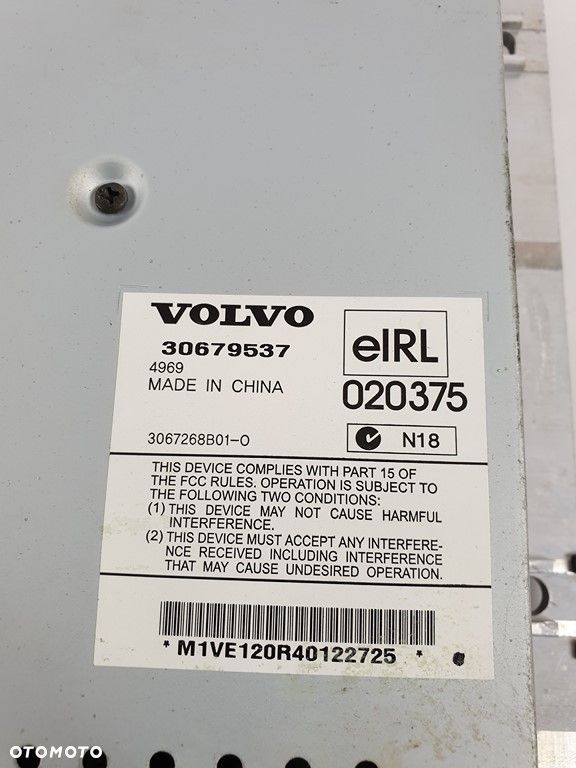 VOLVO
30679537
4969
MADE IN CHINA
3067268B01-O
eIRL
020375
N18
THIS DEVICE COMPLIES WITH PART 15 OF
THE FCC RULES. OPERATION IS SUBJECT TO
THE FOLLOWING TWO CONDITIONS:
(1) THIS DEVICE MAY NOT CAUSE HARMFUL
INTERFERENCE.
(2) THIS DEVICE MUST ACCEPT ANY INTERFERE-
NCE RECEIVED INCLUDING INTERFERENCE
THAT MAY CAUSE UNDESIRED OPERATION.
* M1VE120R40122725 *
OTOMOTO